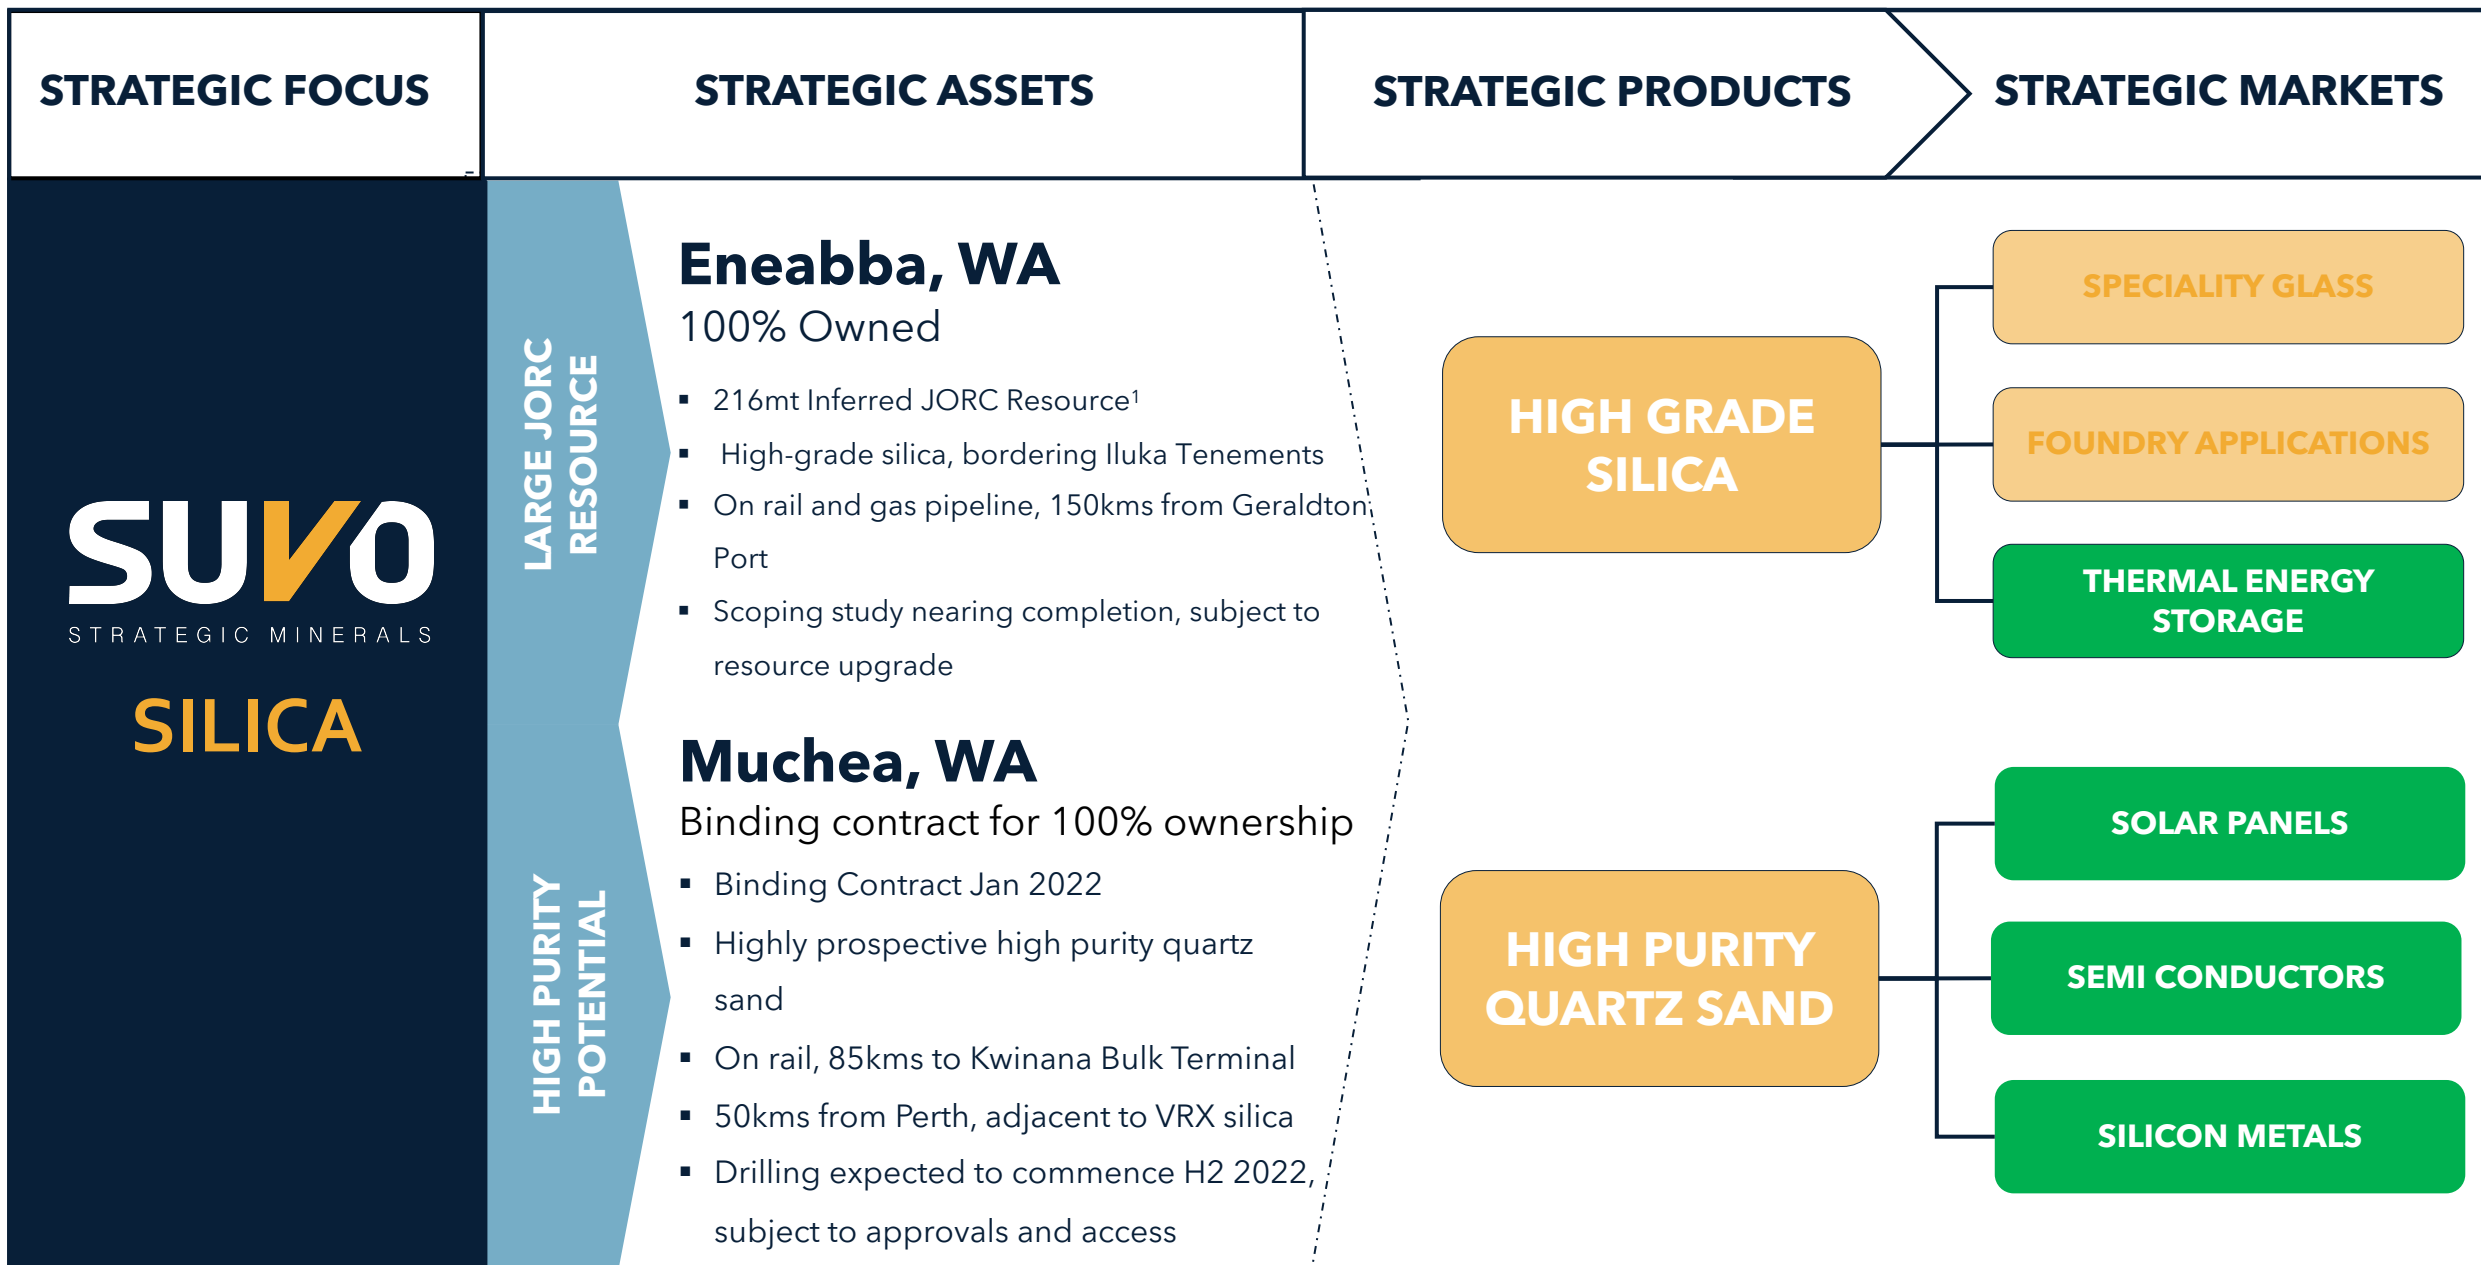 STRATEGIC FOCUS
STRATEGIC ASSETS
STRATEGIC PRODUCTS
STRATEGIC MARKETS
SUVO
STRATEGIC MINERALS
SILICA
LARGE JORC
RESOURCE
Eneabba, WA
100% Owned
▪ 216mt Inferred JORC Resource¹
▪ High-grade silica, bordering Iluka Tenements
▪ On rail and gas pipeline, 150kms from Geraldton
Port
▪ Scoping study nearing completion, subject to
resource upgrade
HIGH PURITY
POTENTIAL
Muchea, WA
Binding contract for 100% ownership
▪ Binding Contract Jan 2022
▪ Highly prospective high purity quartz
sand
▪ On rail, 85kms to Kwinana Bulk Terminal
▪ 50kms from Perth, adjacent to VRX silica
▪ Drilling expected to commence H2 2022,
subject to approvals and access
HIGH GRADE
SILICA
SPECIALITY GLASS
FOUNDRY APPLICATIONS
THERMAL ENERGY
STORAGE
HIGH PURITY
QUARTZ SAND
SOLAR PANELS
SEMI CONDUCTORS
SILICON METALS